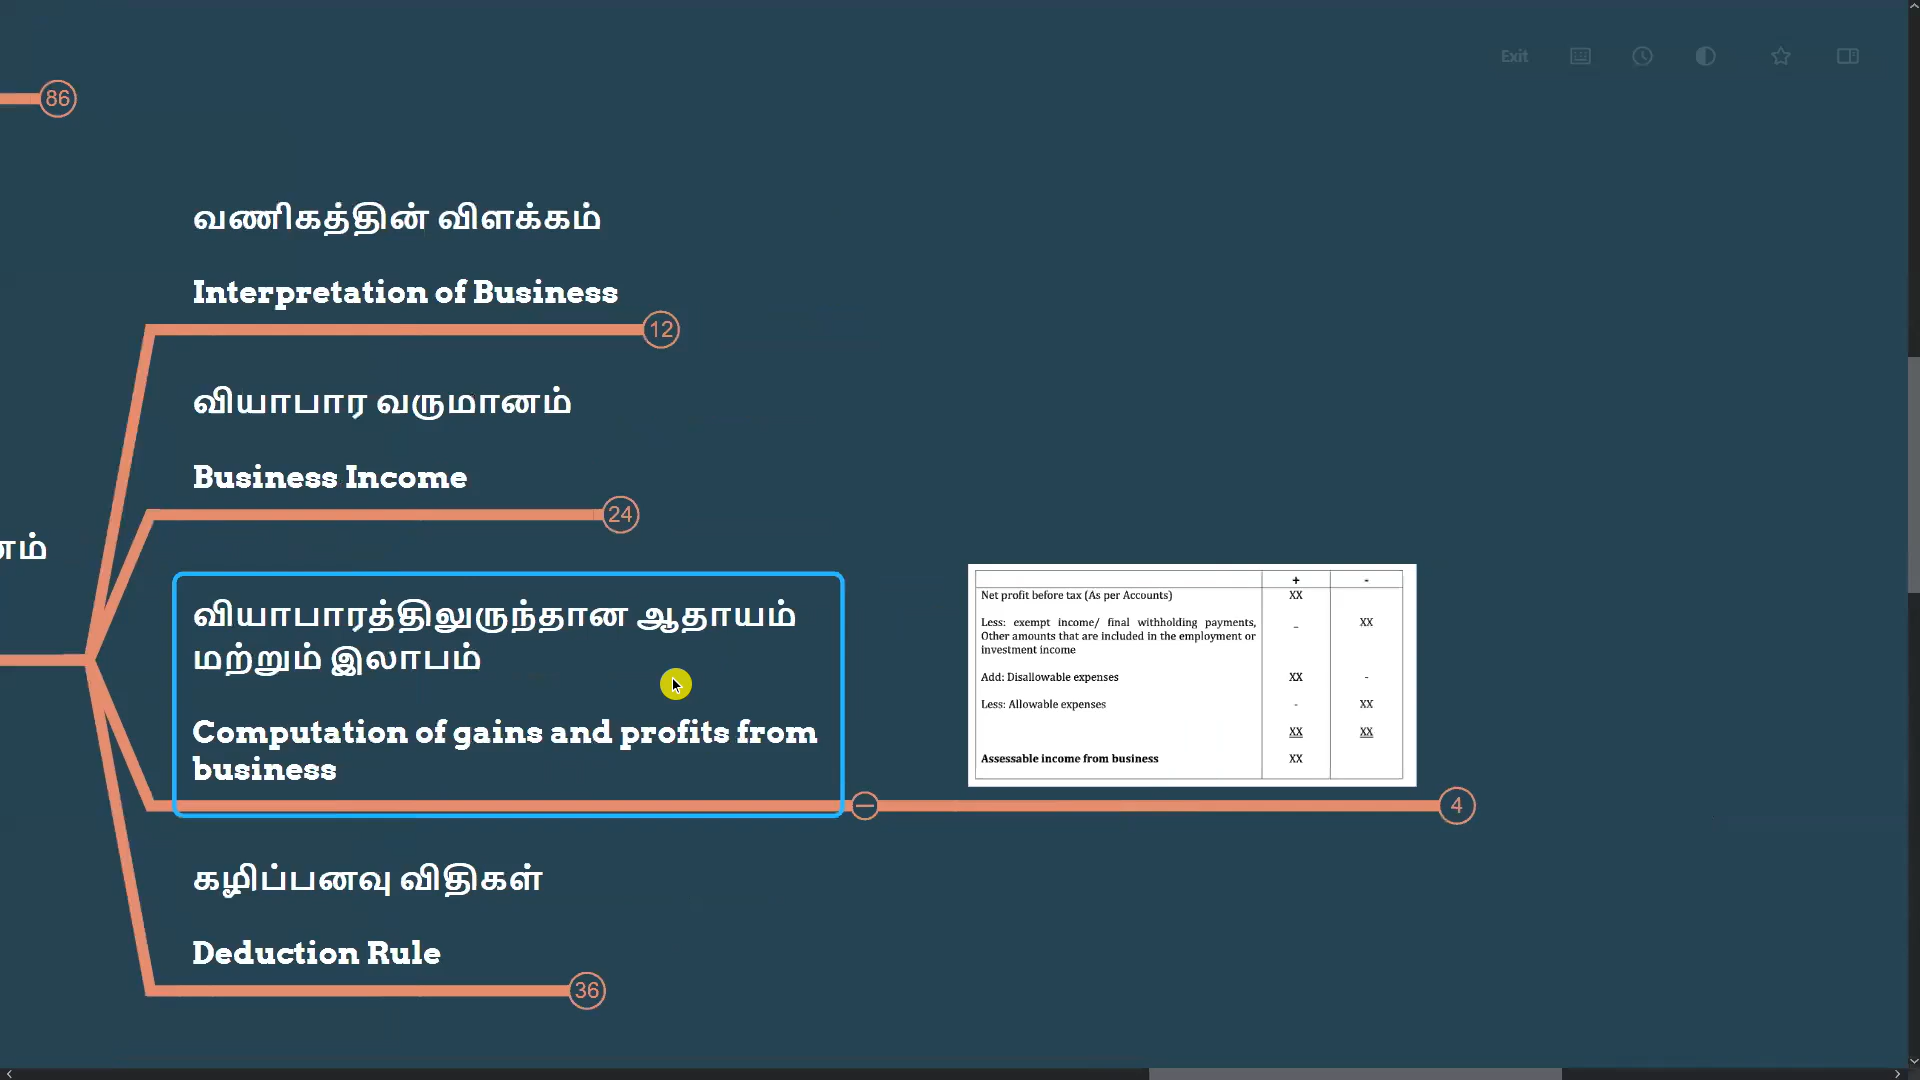 Exit
86
வணிகத்தின் விளக்கம்
Interpretation of Business
12
வியாபார வருமானம்
Business Income
24
னம்
வியாபாரத்திலுருந்தான ஆதாயம்
மற்றும் இலாபம்
Computation of gains and profits from
business
+ -
Net profit before tax (As per Accounts) XX
Less: exempt income/ final withholding payments, - XX
Other amounts that are included in the employment or
investment income
Add: Disallowable expenses XX -
Less: Allowable expenses - XX
XX XX
Assessable income from business XX
4
கழிப்பனவு விதிகள்
Deduction Rule
36